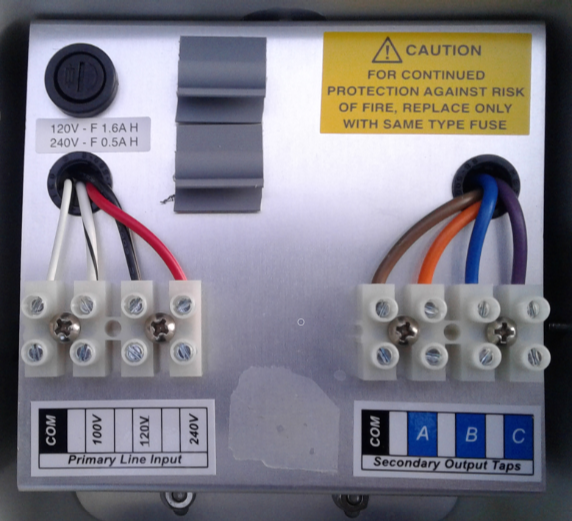 CAUTION
FOR CONTINUED
PROTECTION AGAINST RISK
OF FIRE, REPLACE ONLY
WITH SAME TYPE FUSE
120V - F 1.6A H
240V - F 0.5A H
COM 100V 120V 240V
Primary Line Input
COM A B C
Secondary Output Taps